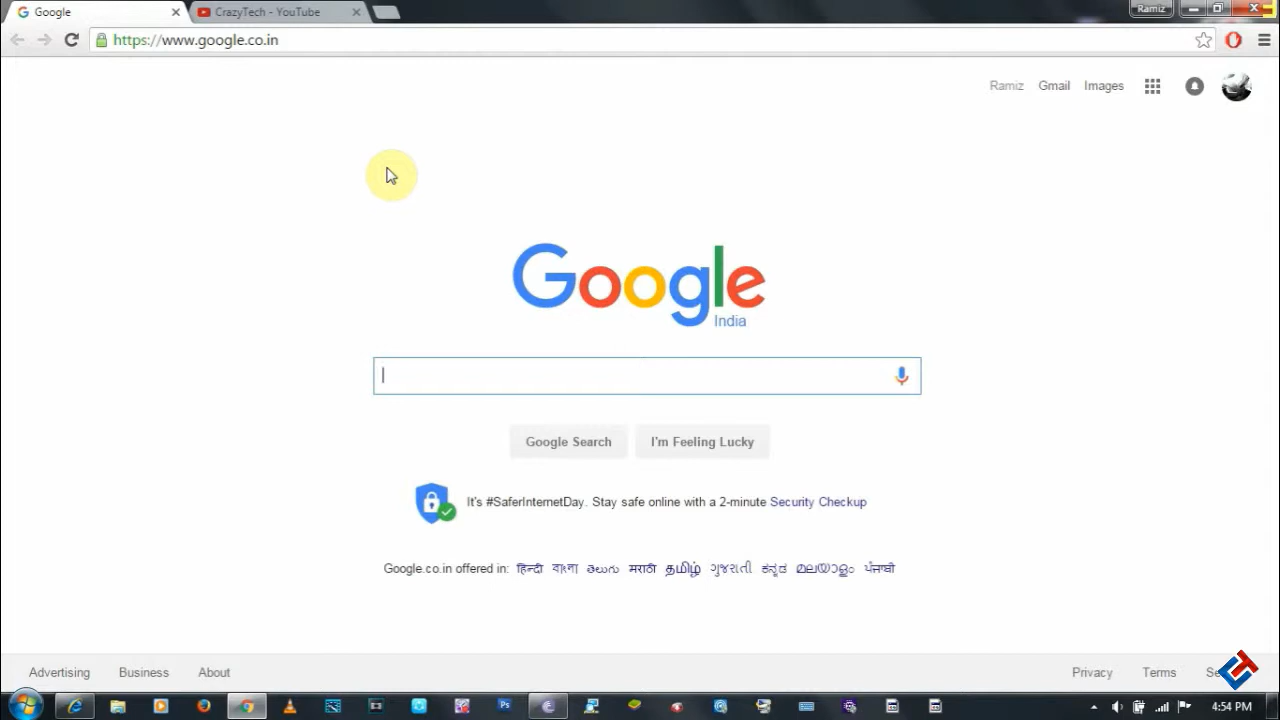 Google
CrazyTech - YouTube
Ramiz
https://www.google.co.in
Ramiz Gmail Images
Google
India
Google Search
I'm Feeling Lucky
It's #SaferInternetDay. Stay safe online with a 2-minute Security Checkup
Google.co.in offered in: हिन्दी বাংলা తెలుగు मराठी தமிழ் ગુજરાતી ಕನ್ನಡ മലയാളം ਪੰਜਾਬੀ
Advertising Business About
Privacy Terms
4:54 PM